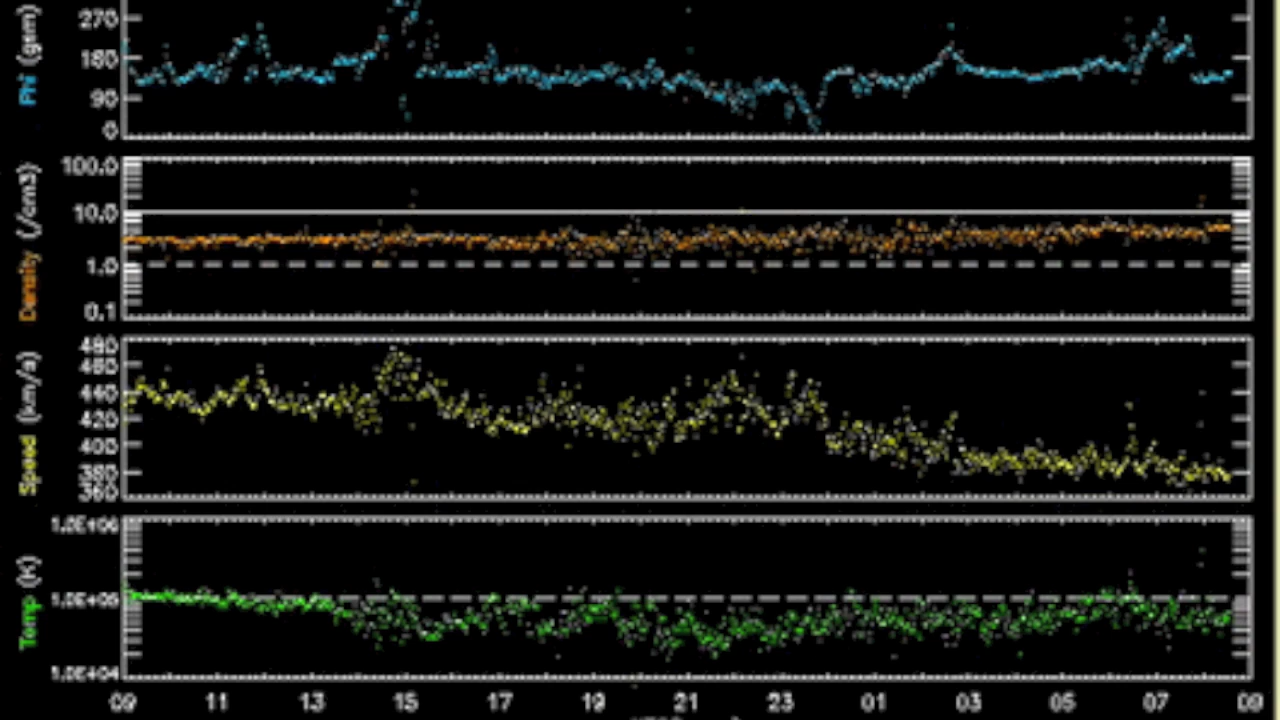 270
180
90
0
Phi (gsm)
100.0
10.0
1.0
0.1
Density (/cm3)
480
460
440
420
400
380
360
Speed (km/s)
1.0E+06
1.0E+05
1.0E+04
Temp (K)
09 11 13 15 17 19 21 23 01 03 05 07 09